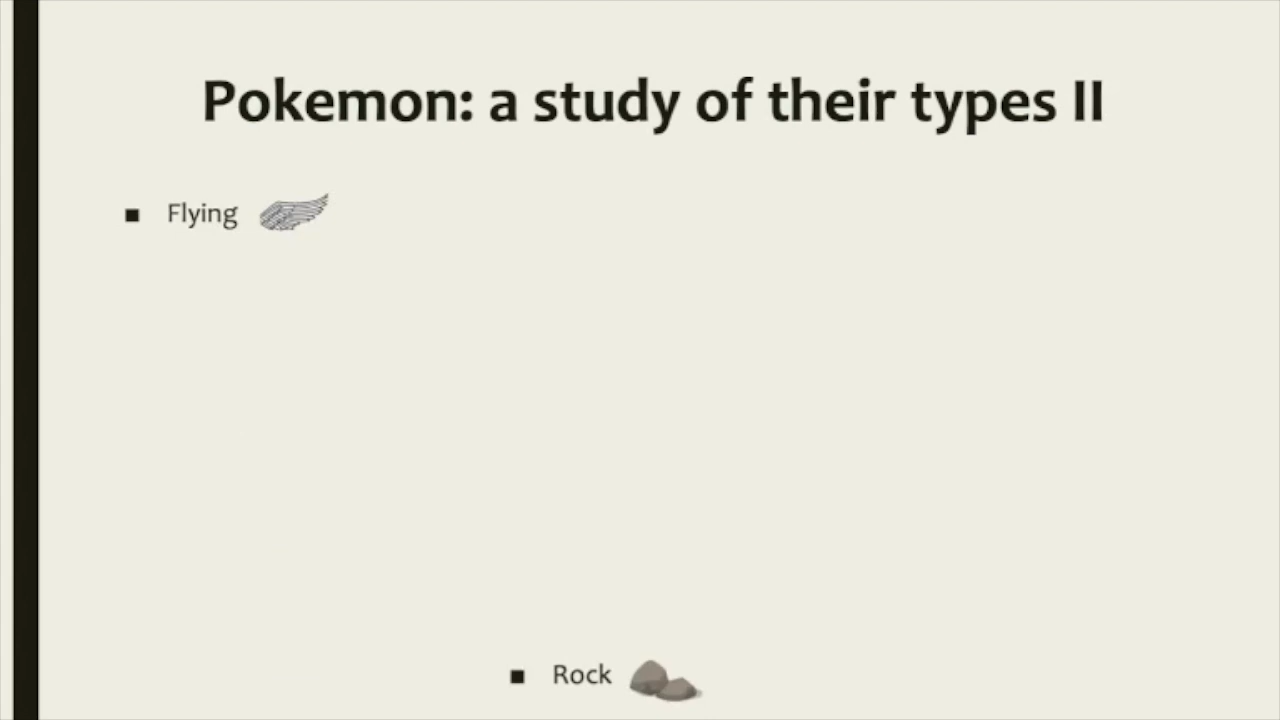 Pokemon: a study of their types II
■ Flying
■ Rock